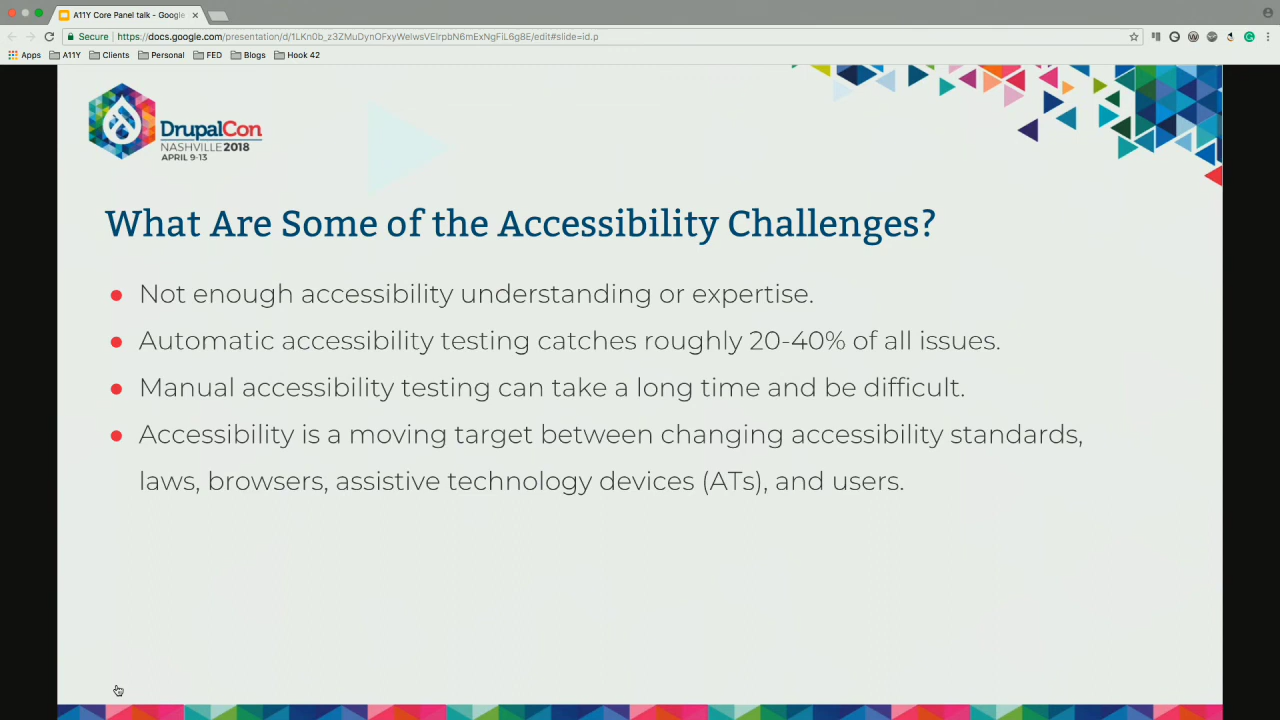 A11Y Core Panel talk - Google
Secure
https://docs.google.com/presentation/d/1LKn0b_z3ZMuDynOFxyWelwsVEIrpbN6mExNgFiL6g8E/edit#slide=id.p
Apps A11Y Clients Personal FED Blogs Hook 42
DrupalCon
NASHVILLE 2018
APRIL 9-13
What Are Some of the Accessibility Challenges?
● Not enough accessibility understanding or expertise.
● Automatic accessibility testing catches roughly 20-40% of all issues.
● Manual accessibility testing can take a long time and be difficult.
● Accessibility is a moving target between changing accessibility standards,
laws, browsers, assistive technology devices (ATs), and users.